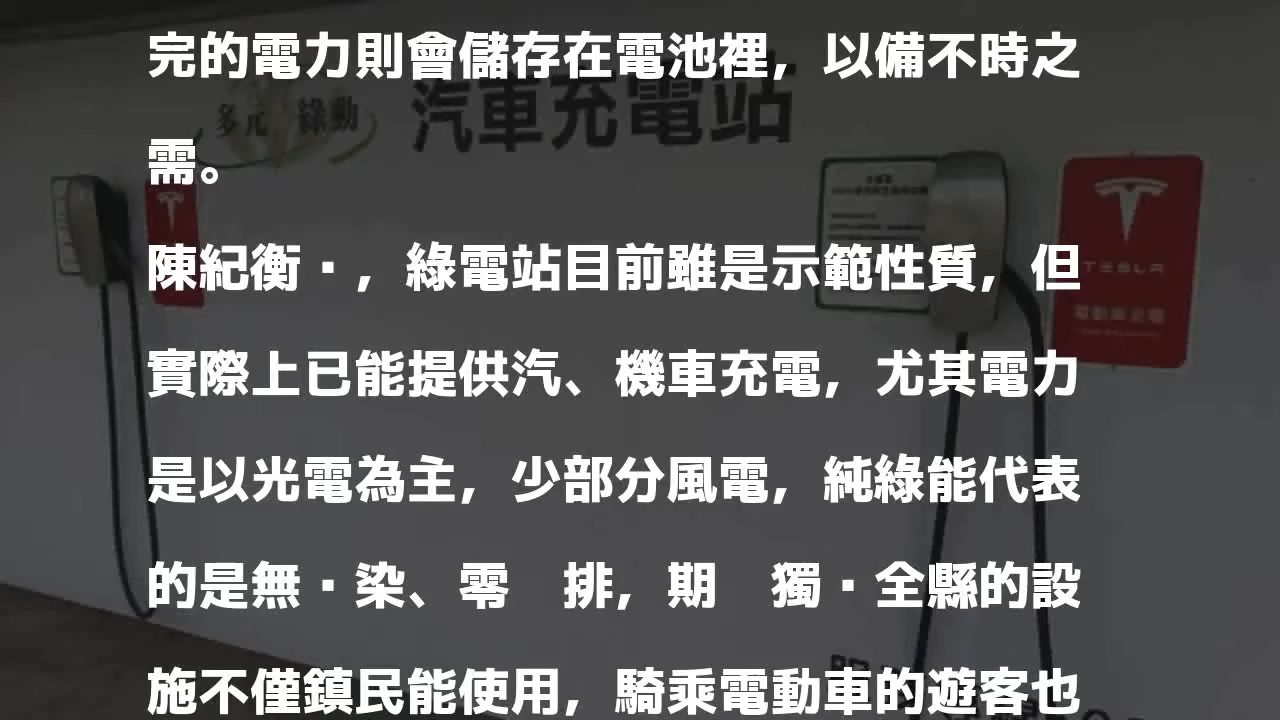 完的電力則會儲存在電池裡，以備不時之
需。
陳紀衡·，綠電站目前雖是示範性質，但
實際上已能提供汽、機車充電，尤其電力
是以光電為主，少部分風電，純綠能代表
的是無·染、零　排，期　獨·全縣的設
施不僅鎮民能使用，騎乘電動車的遊客也
多元 綠動
汽車充電站
TESLA
電動車充電